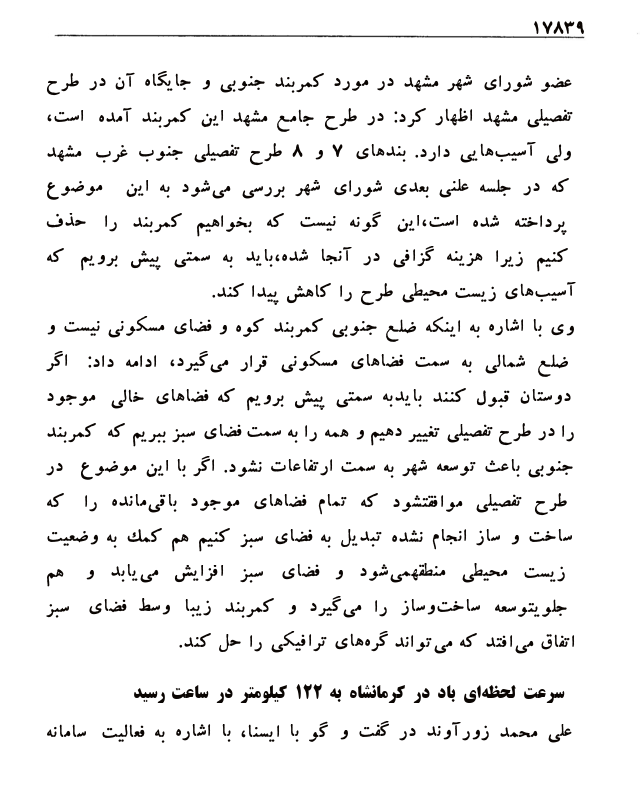 ۱۷۸۳۹
عضو شورای شهر مشهد در مورد کمربند جنوبی و جایگاه آن در طرح
تفصیلی مشهد اظهار کرد: در طرح جامع مشهد این کمربند آمده است،
ولی آسیب‌هایی دارد. بندهای ۷ و ۸ طرح تفصیلی جنوب غرب مشهد
که در جلسه علنی بعدی شورای شهر بررسی می‌شود به این موضوع
پرداخته شده است،این گونه نیست که بخواهیم کمربند را حذف
کنیم زیرا هزینه گزافی در آنجا شده،باید به سمتی پیش برویم که
آسیب‌های زیست محیطی طرح را کاهش پیدا کند.
وی با اشاره به اینکه ضلع جنوبی کمربند کوه و فضای مسکونی نیست و
ضلع شمالی به سمت فضاهای مسکونی قرار می‌گیرد، ادامه داد: اگر
دوستان قبول کنند بایدبه سمتی پیش برویم که فضاهای خالی موجود
را در طرح تفصیلی تغییر دهیم و همه را به سمت فضای سبز ببریم که کمربند
جنوبی باعث توسعه شهر به سمت ارتفاعات نشود. اگر با این موضوع در
طرح تفصیلی موافقتشود که تمام فضاهای موجود باقی‌مانده را که
ساخت و ساز انجام نشده تبدیل به فضای سبز کنیم هم کمك به وضعیت
زیست محیطی منطقهمی‌شود و فضای سبز افزایش می‌یابد و هم
جلویتوسعه ساخت‌وساز را می‌گیرد و کمربند زیبا وسط فضای سبز
اتفاق می‌افتد که می‌تواند گره‌های ترافیکی را حل کند.
سرعت لحظه‌ای باد در کرمانشاه به ۱۲۲ کیلومتر در ساعت رسید
علی محمد زورآوند در گفت و گو با ایسنا، با اشاره به فعالیت سامانه